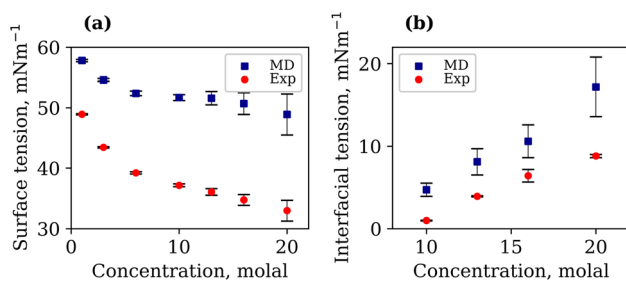 (a)
Surface tension, mNm⁻¹
60
50
40
30
0
10
20
Concentration, molal
MD
Exp
(b)
Interfacial tension, mNm⁻¹
20
10
0
10
15
20
Concentration, molal
MD
Exp